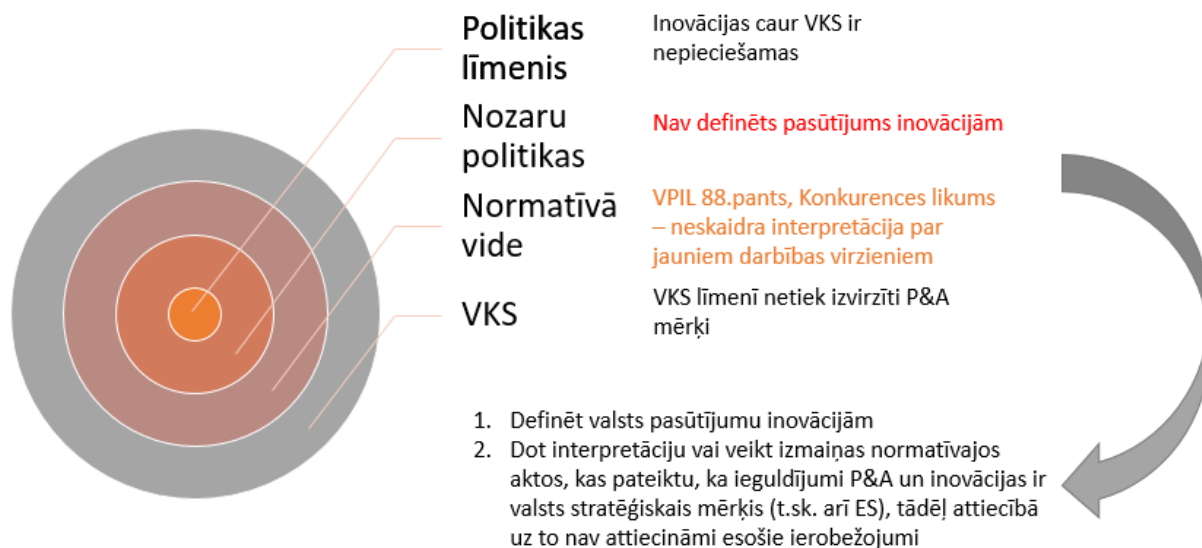 Politikas
līmenis
Inovācijas caur VKS ir
nepieciešamas
Nozaru
politikas
Nav definēts pasūtījums inovācijām
Normatīvā
vide
VPIL 88.pants, Konkurences likums
– neskaidra interpretācija par
jauniem darbības virzieniem
VKS
VKS līmenī netiek izvirzīti P&A
mērķi
1. Definēt valsts pasūtījumu inovācijām
2. Dot interpretāciju vai veikt izmaiņas normatīvajos
aktos, kas pateiktu, ka ieguldījumi P&A un inovācijas ir
valsts stratēģiskais mērķis (t.sk. arī ES), tādēļ attiecībā
uz to nav attiecināmi esošie ierobežojumi